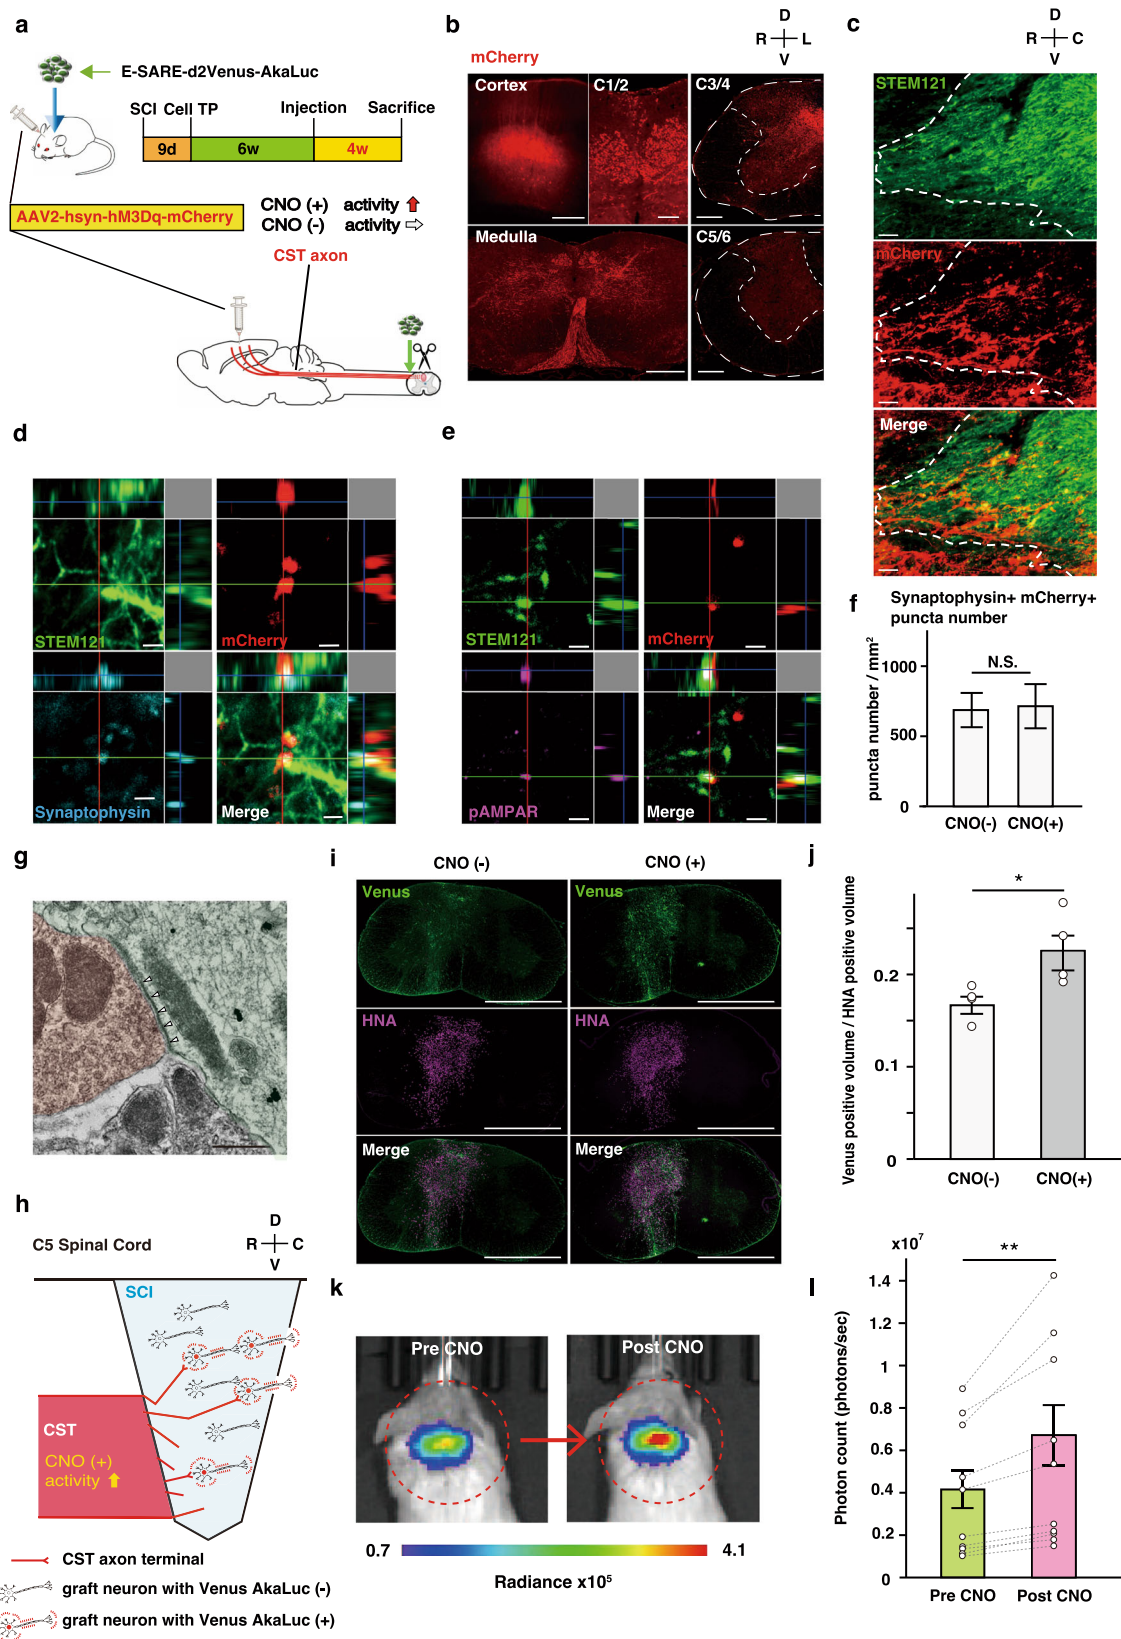 a
E-SARE-d2Venus-AkaLuc
SCI Cell TP Injection Sacrifice
9d 6w 4w
AAV2-hsyn-hM3Dq-mCherry
CNO (+) activity
CNO (-) activity
CST axon
b
D
R L
V
mCherry
Cortex
C1/2
C3/4
Medulla
C5/6
c
D
R C
V
STEM121
mCherry
Merge
d
STEM121
mCherry
Synaptophysin
Merge
e
STEM121
mCherry
pAMPAR
Merge
f
Synaptophysin+ mCherry+
puncta number
puncta number / mm²
1000
500
0
N.S.
CNO(-) CNO(+)
g
h
C5 Spinal Cord
D
R C
V
SCI
CST
CNO (+)
activity
CST axon terminal
graft neuron with Venus AkaLuc (-)
graft neuron with Venus AkaLuc (+)
i
CNO (-)
CNO (+)
Venus
Venus
HNA
HNA
Merge
Merge
j
Venus positive volume / HNA positive volume
*
0.2
0.1
0
CNO(-) CNO(+)
k
Pre CNO
Post CNO
0.7 4.1
Radiance x10⁵
l
x10⁷
**
Photon count (photons/sec)
1.4
1.2
1
0.8
0.6
0.4
0.2
0
Pre CNO Post CNO